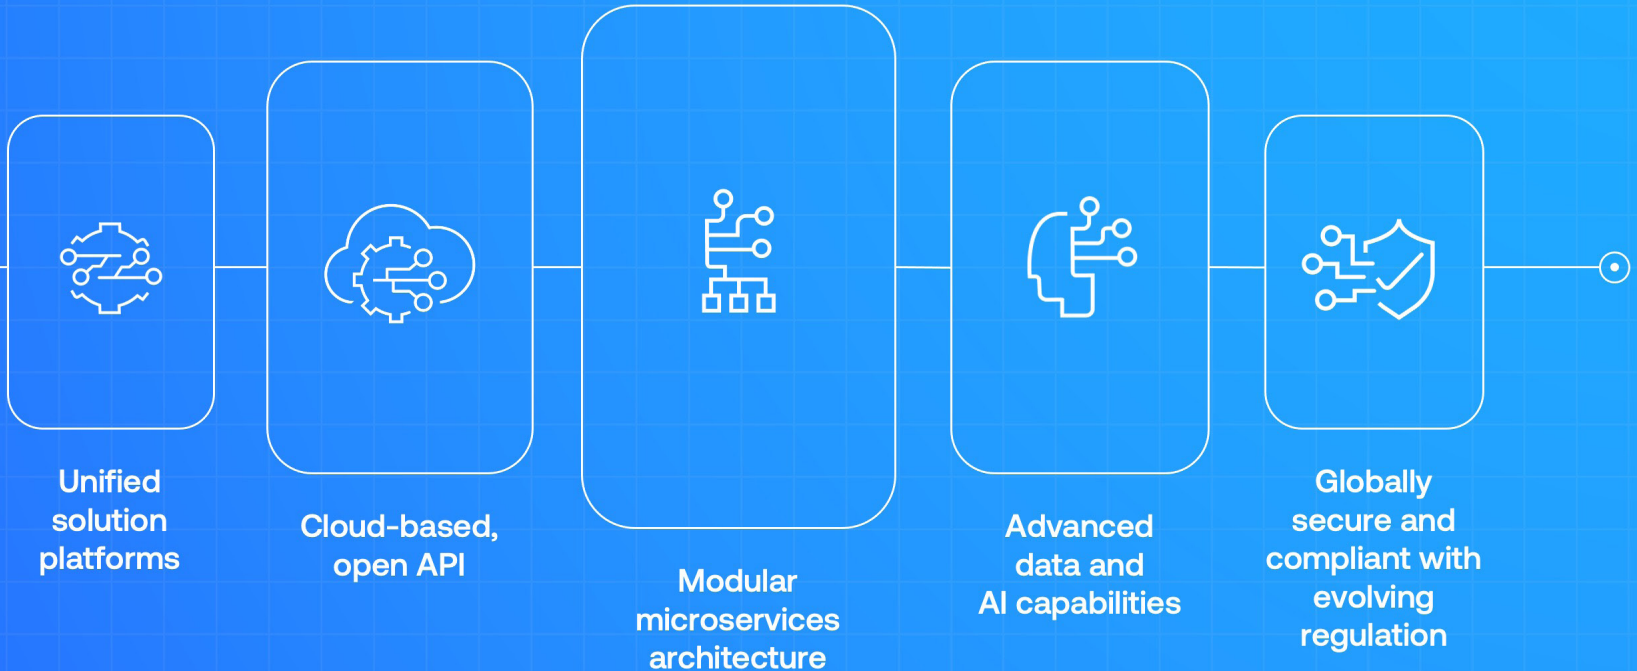 Unified
solution
platforms
Cloud-based,
open API
Modular
microservices
architecture
Advanced
data and
AI capabilities
Globally
secure and
compliant with
evolving
regulation